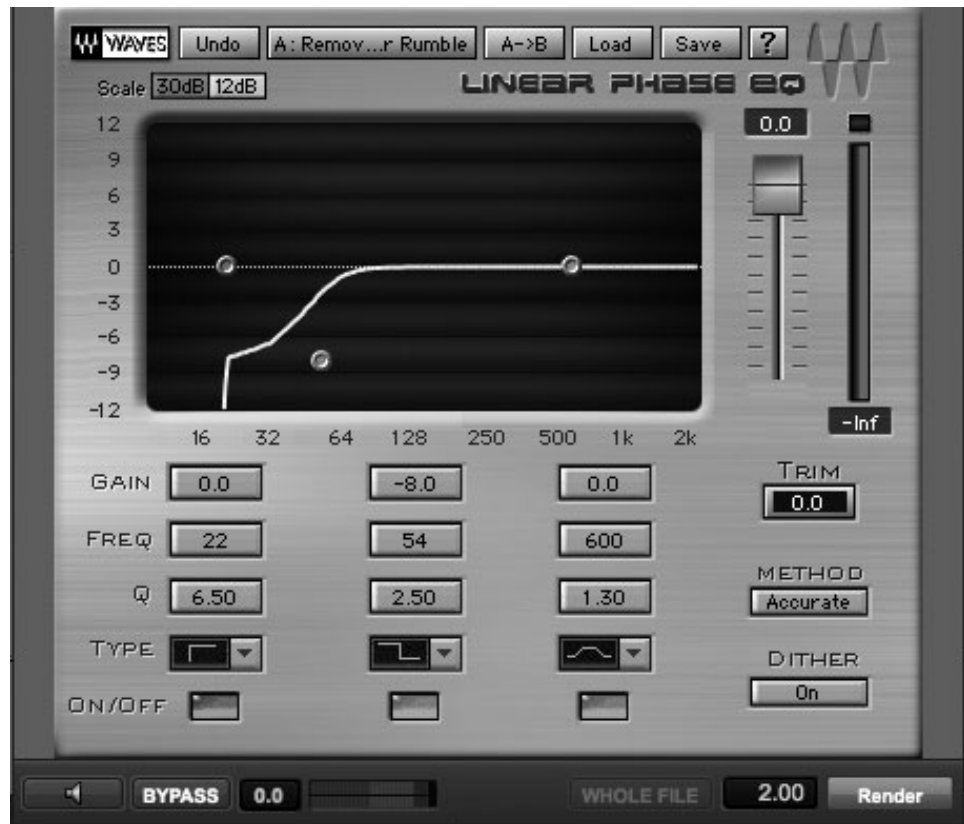 WAVES Undo A: Remov...r Rumble A->B Load Save ?
Scale 30dB 12dB LINEAR PHASE EQ
12 0.0
9
6
3
0
-3
-6
-9
-12 -Inf
16 32 64 128 250 500 1k 2k
GAIN 0.0 -8.0 0.0 TRIM
0.0
FREQ 22 54 600
METHOD
Q 6.50 2.50 1.30 Accurate
TYPE DITHER
ON/OFF On
BYPASS 0.0 WHOLE FILE 2.00 Render